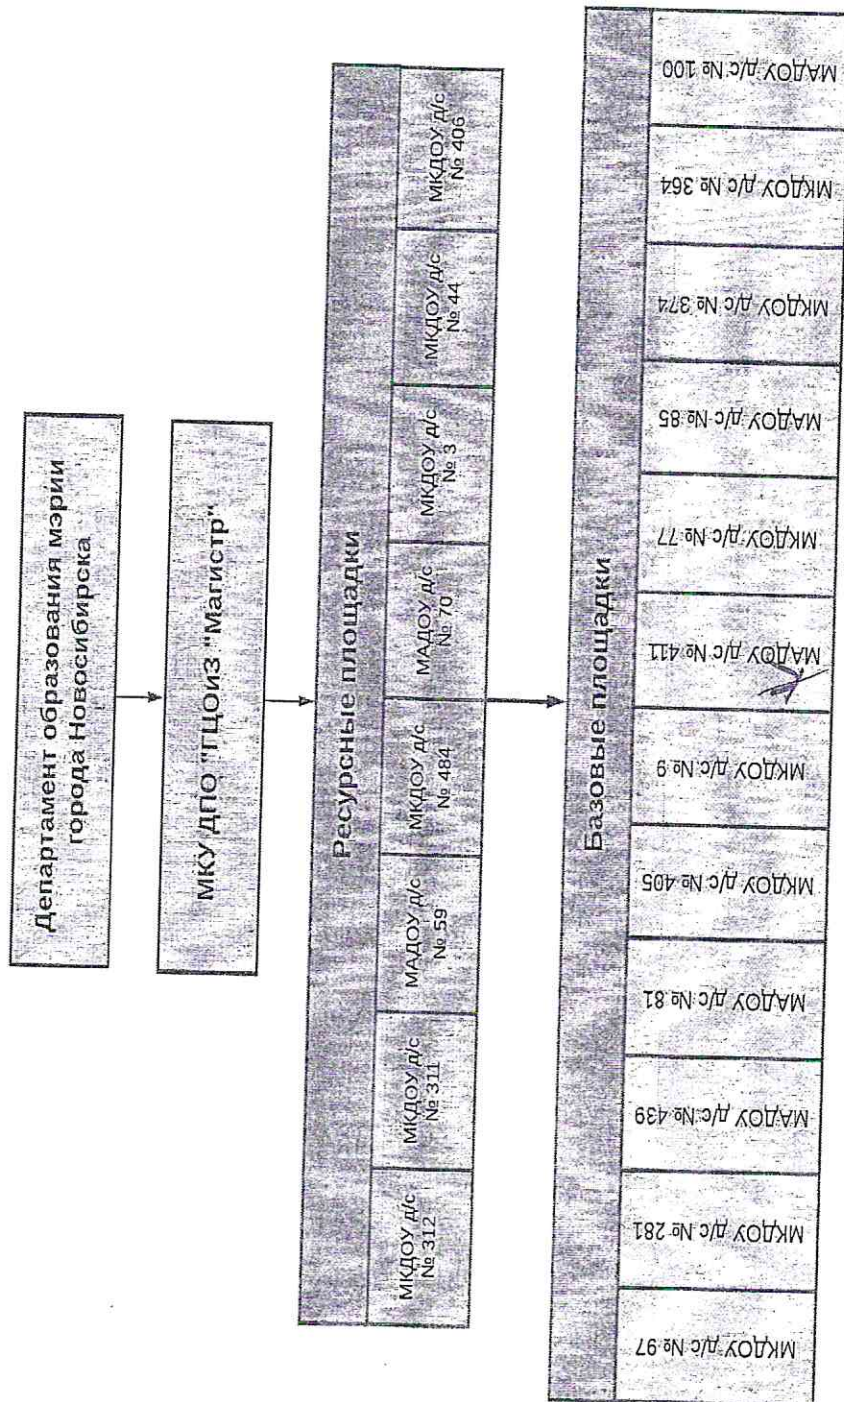 Департамент образования мэрии
города Новосибирска
МКУ ДПО "ГЦОиЗ "Магистр"
Ресурсные площадки
МКДОУ д/с
№ 312
МКДОУ д/с
№ 311
МАДОУ д/с
№ 59
МКДОУ д/с
№ 484
МАДОУ д/с
№ 70
МКДОУ д/с
№ 3
МКДОУ д/с
№ 44
МКДОУ д/с
№ 406
Базовые площадки
МКДОУ д/с № 97
МКДОУ д/с № 281
МАДОУ д/с № 439
МАДОУ д/с № 81
МКДОУ д/с № 405
МКДОУ д/с № 9
МАДОУ д/с № 411
МКДОУ д/с № 77
МАДОУ д/с № 85
МКДОУ д/с № 374
МКДОУ д/с № 364
МАДОУ д/с № 100